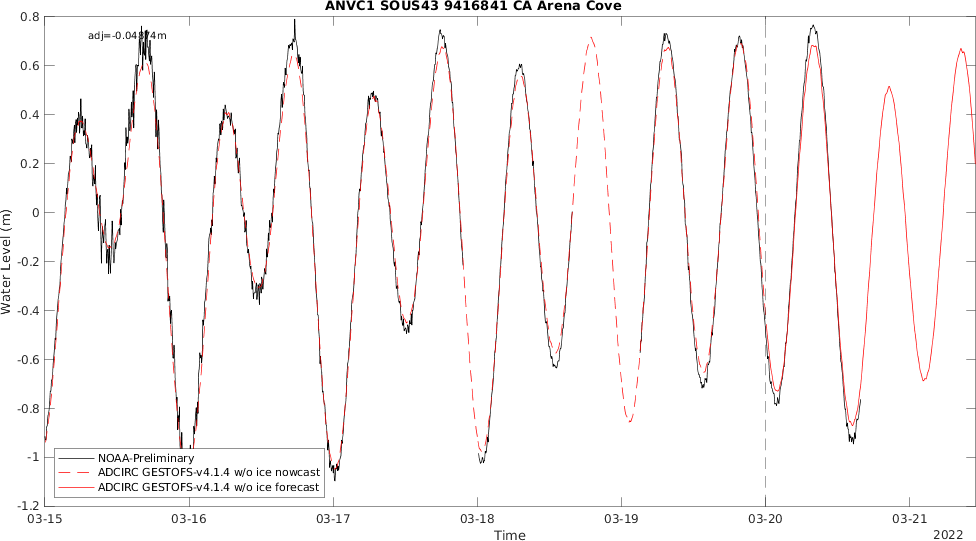 ANVC1 SOUS43 9416841 CA Arena Cove
0.8
0.6
0.4
0.2
0
-0.2
-0.4
-0.6
-0.8
-1
-1.2
Water Level (m)
adj=-0.04874m
NOAA-Preliminary
ADCIRC GESTOFS-v4.1.4 w/o ice nowcast
ADCIRC GESTOFS-v4.1.4 w/o ice forecast
03-15 03-16 03-17 03-18 03-19 03-20 03-21
Time
2022